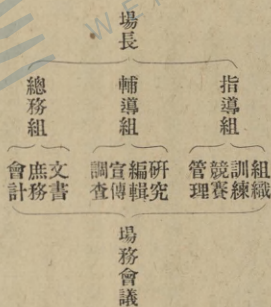 場長
指導組
組織
訓練
競賽
管理
輔導組
研究
編輯
宣傳
調查
總務組
文書
庶務
會計
場務會議